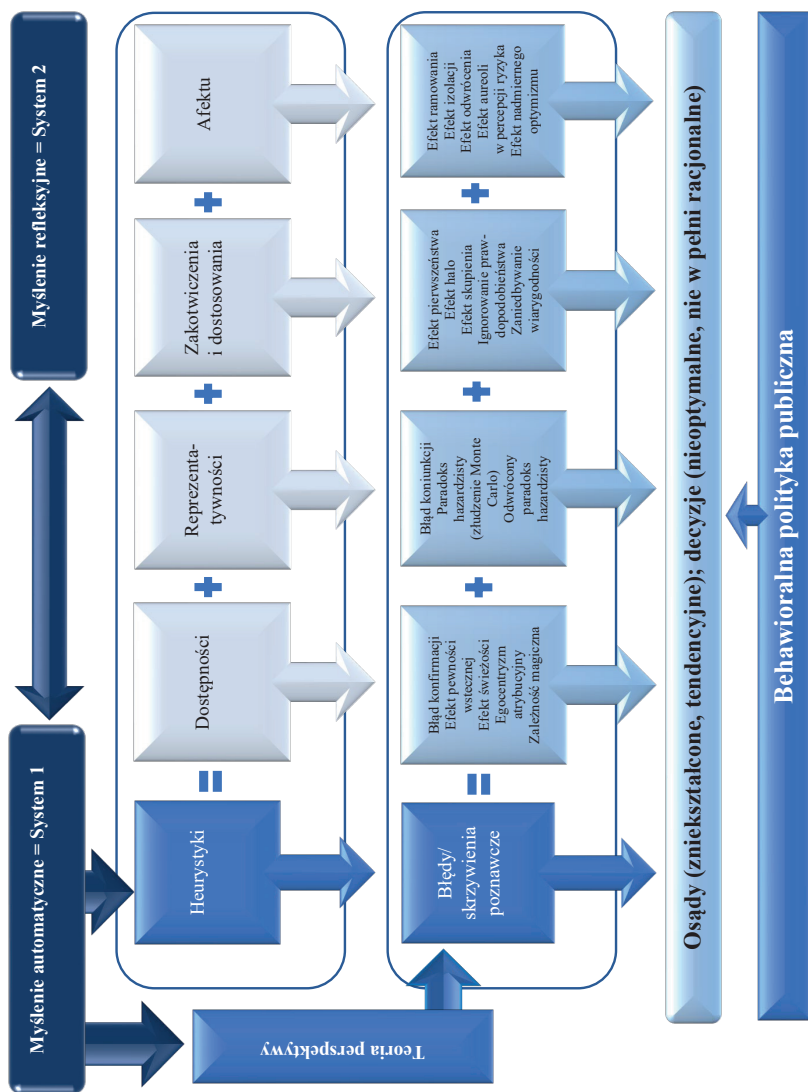 Myślenie automatyczne = System 1
Myślenie refleksyjne = System 2
Teoria perspektywy
Heurystyki
=
Dostępności
+
Reprezenta-
tywności
+
Zakotwiczenia
i dostosowania
+
Afektu
Błędy/
skrzywienia
poznawcze
=
Błąd konfirmacji
Efekt pewności
wstecznej
Efekt świeżości
Egocentryzm
atrybucyjny
Zależność magiczna
+
Błąd koniunkcji
Paradoks
hazardzisty
(złudzenie Monte
Carlo)
Odwrócony
paradoks
hazardzisty
+
Efekt pierwszeństwa
Efekt halo
Efekt skupienia
Ignorowanie praw-
dopodobieństwa
Zaniedbywanie
wiarygodności
+
Efekt ramowania
Efekt izolacji
Efekt odwrócenia
Efekt aureoli
w percepcji ryzyka
Efekt nadmiernego
optymizmu
Osądy (zniekształcone, tendencyjne); decyzje (nieoptymalne, nie w pełni racjonalne)
Behawioralna polityka publiczna